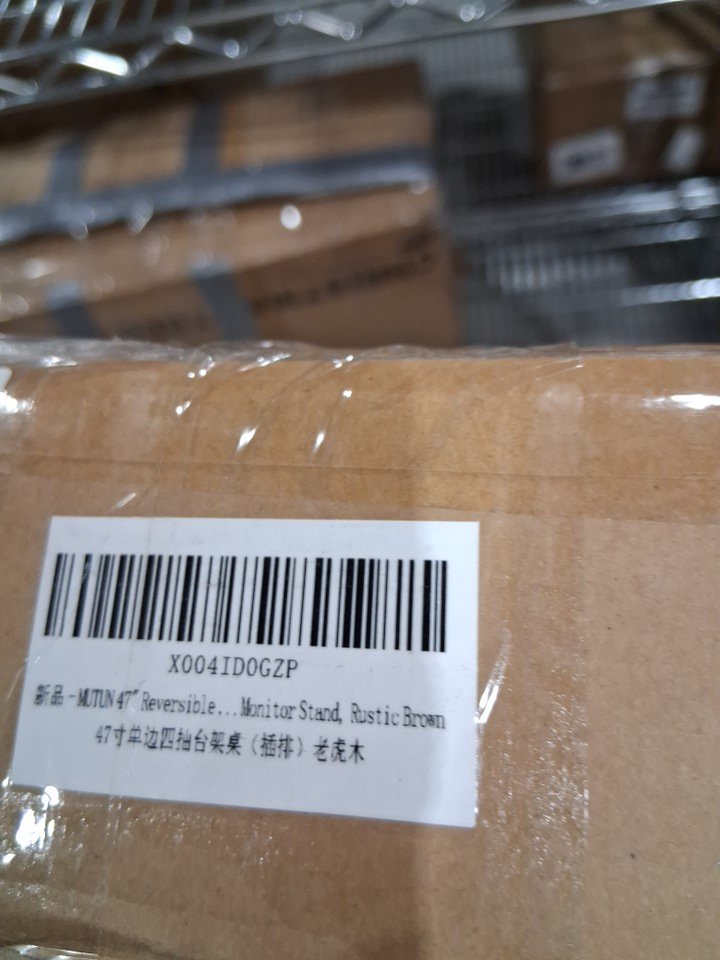 X004ID0GZP
新品 - MUTUN 47" Reversible...Monitor Stand, Rustic Brown
47寸单边四抽台架桌（插排）老虎木